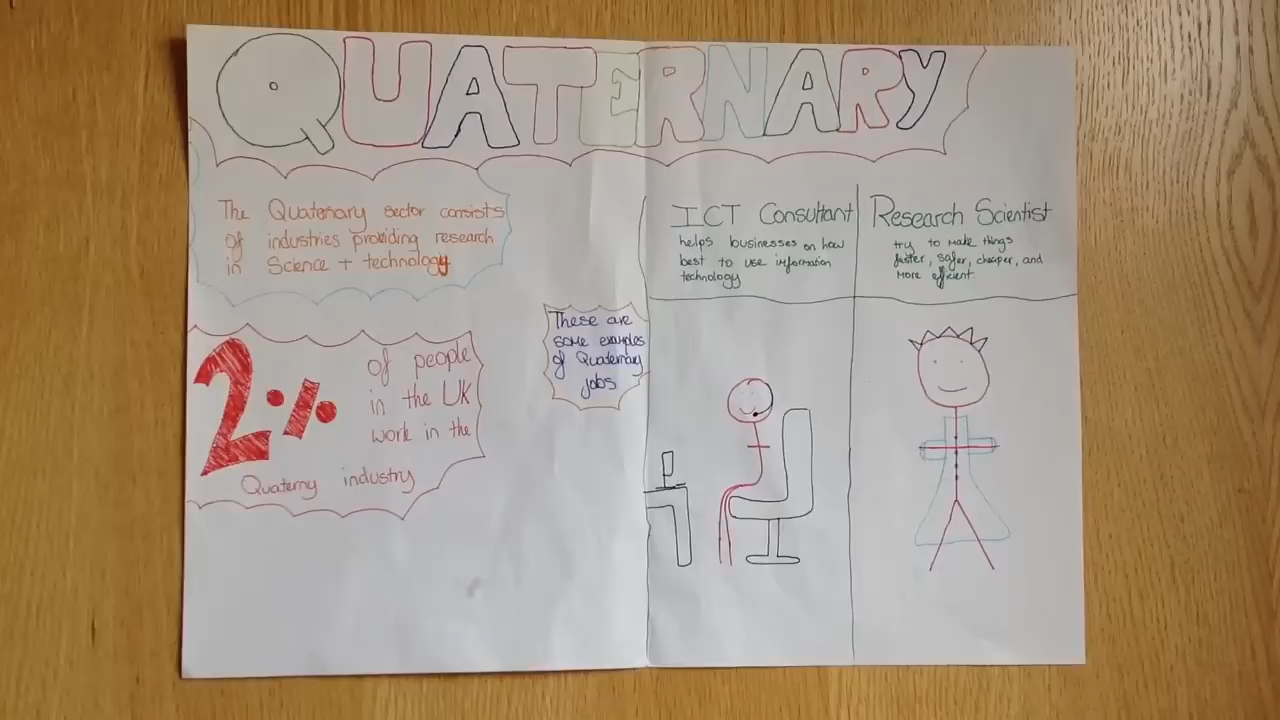 QUATERNARY
The Quaternary sector consists
of industries providing research
in Science + technology
2%
of people
in the UK
work in the
Quaterny industry
These are
some examples
of Quaternary
jobs
ICT Consultant
helps businesses on how
best to use information
technology
Research Scientist
try to make things
faster, safer, cheaper, and
more efficient.